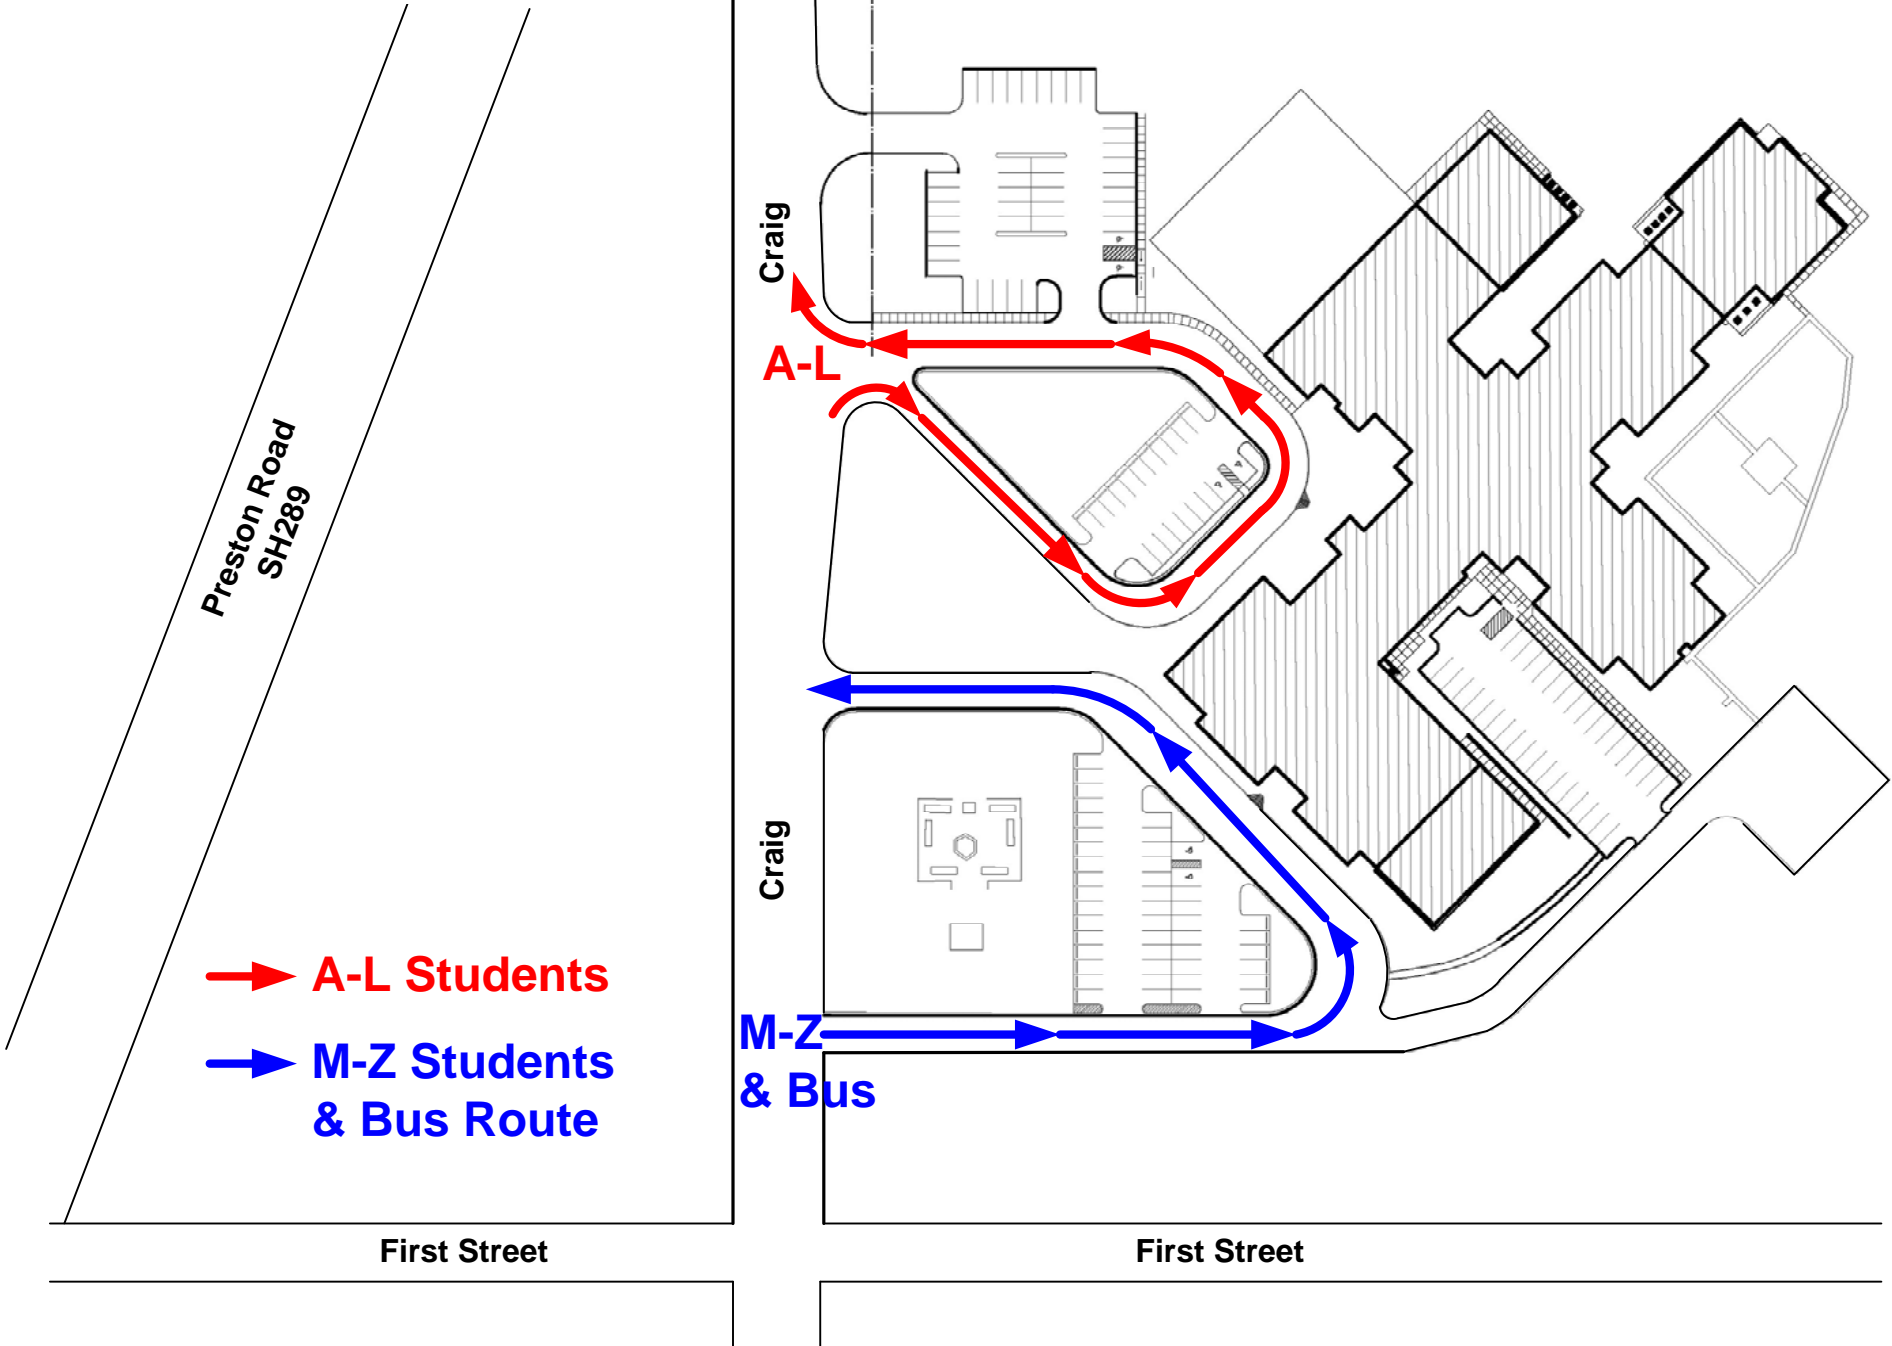 Craig
A-L
Preston Road
SH289
Craig
A-L Students
M-Z Students
& Bus Route
M-Z
& Bus
First Street
First Street